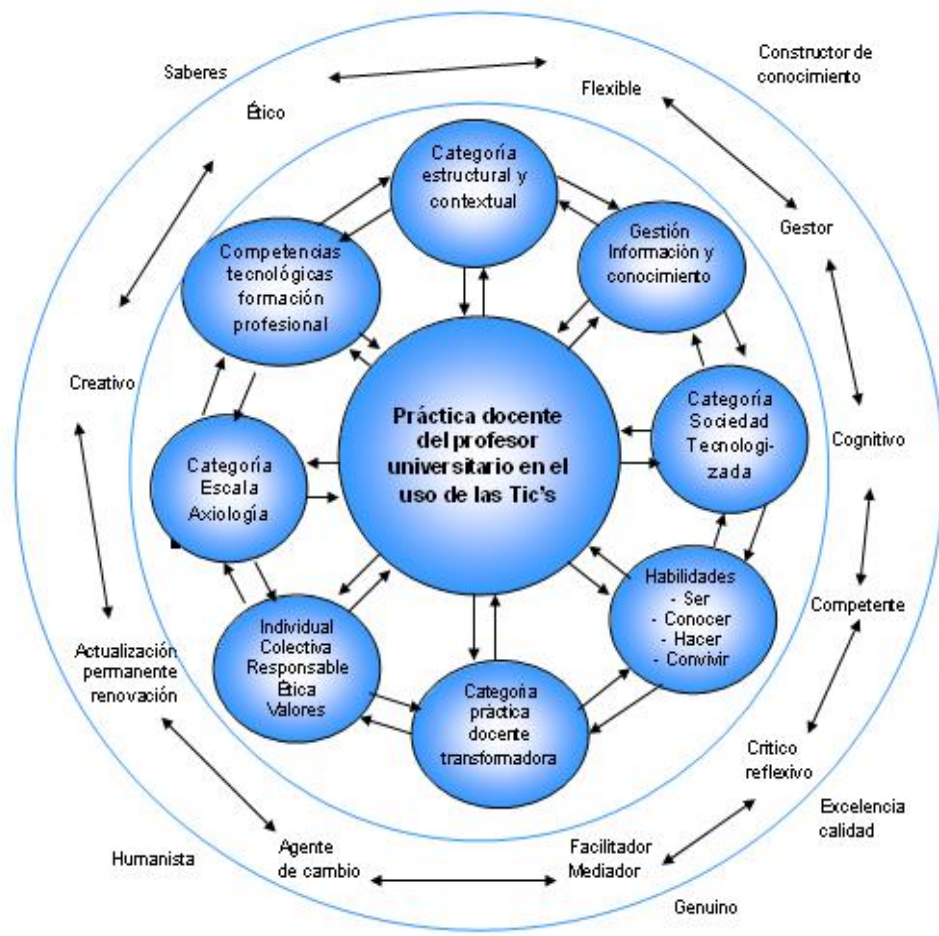 Saberes
Constructor de
conocimiento
Ético
Flexible
Categoría
estructural y
contextual
Gestor
Gestión
Información y
conocimiento
Competencias
tecnológicas
formación
profesional
Creativo
Práctica docente
del profesor
universitario en el
uso de las Tic's
Categoría
Sociedad
Tecnologi-
zada
Cognitivo
Categoría
Escala
Axiología
Habilidades
- Ser
- Conocer
- Hacer
- Convivir
Competente
Individual
Colectiva
Responsable
Ética
Valores
Actualización
permanente
renovación
Categoría
práctica
docente
transformadora
Critico
reflexivo
Excelencia
calidad
Humanista
Agente
de cambio
Facilitador
Mediador
Genuino